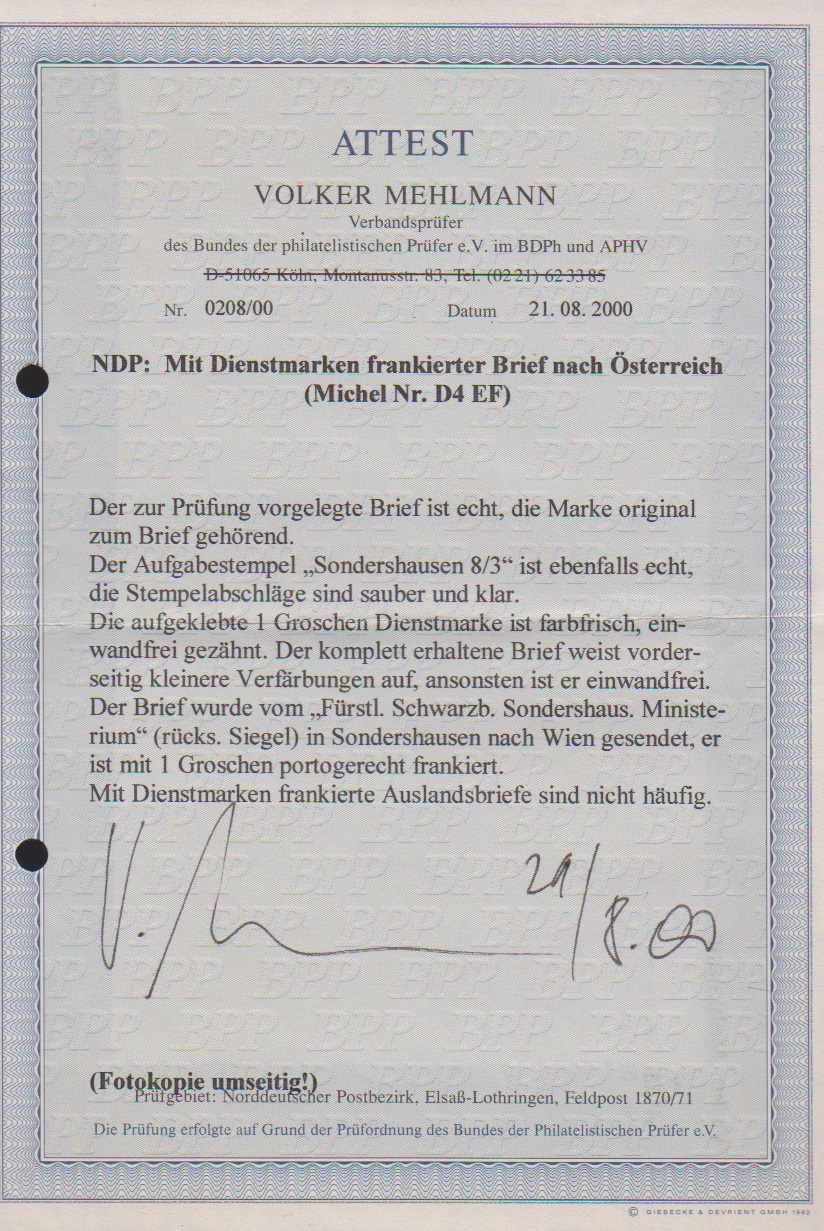 ATTEST
VOLKER MEHLMANN
Verbandsprüfer
des Bundes der philatelistischen Prüfer e.V. im BDPh und APHV
D-51065 Köln, Montanusstr. 83, Tel. (0221) 623385
Nr. 0208/00 Datum 21. 08. 2000
NDP: Mit Dienstmarken frankierter Brief nach Österreich
(Michel Nr. D4 EF)
Der zur Prüfung vorgelegte Brief ist echt, die Marke original
zum Brief gehörend.
Der Aufgabestempel „Sondershausen 8/3“ ist ebenfalls echt,
die Stempelabschläge sind sauber und klar.
Die aufgeklebte 1 Groschen Dienstmarke ist farbfrisch, ein-
wandfrei gezähnt. Der komplett erhaltene Brief weist vorder-
seitig kleinere Verfärbungen auf, ansonsten ist er einwandfrei.
Der Brief wurde vom „Fürstl. Schwarzb. Sondershaus. Ministe-
rium“ (rücks. Siegel) in Sondershausen nach Wien gesendet, er
ist mit 1 Groschen portogerecht frankiert.
Mit Dienstmarken frankierte Auslandsbriefe sind nicht häufig.
21/8.00
(Fotokopie umseitig!)
Prüfgebiet: Norddeutscher Postbezirk, Elsaß-Lothringen, Feldpost 1870/71
Die Prüfung erfolgte auf Grund der Prüfordnung des Bundes der Philatelistischen Prüfer e.V.
© GIESECKE & DEVRIENT GMBH 1992